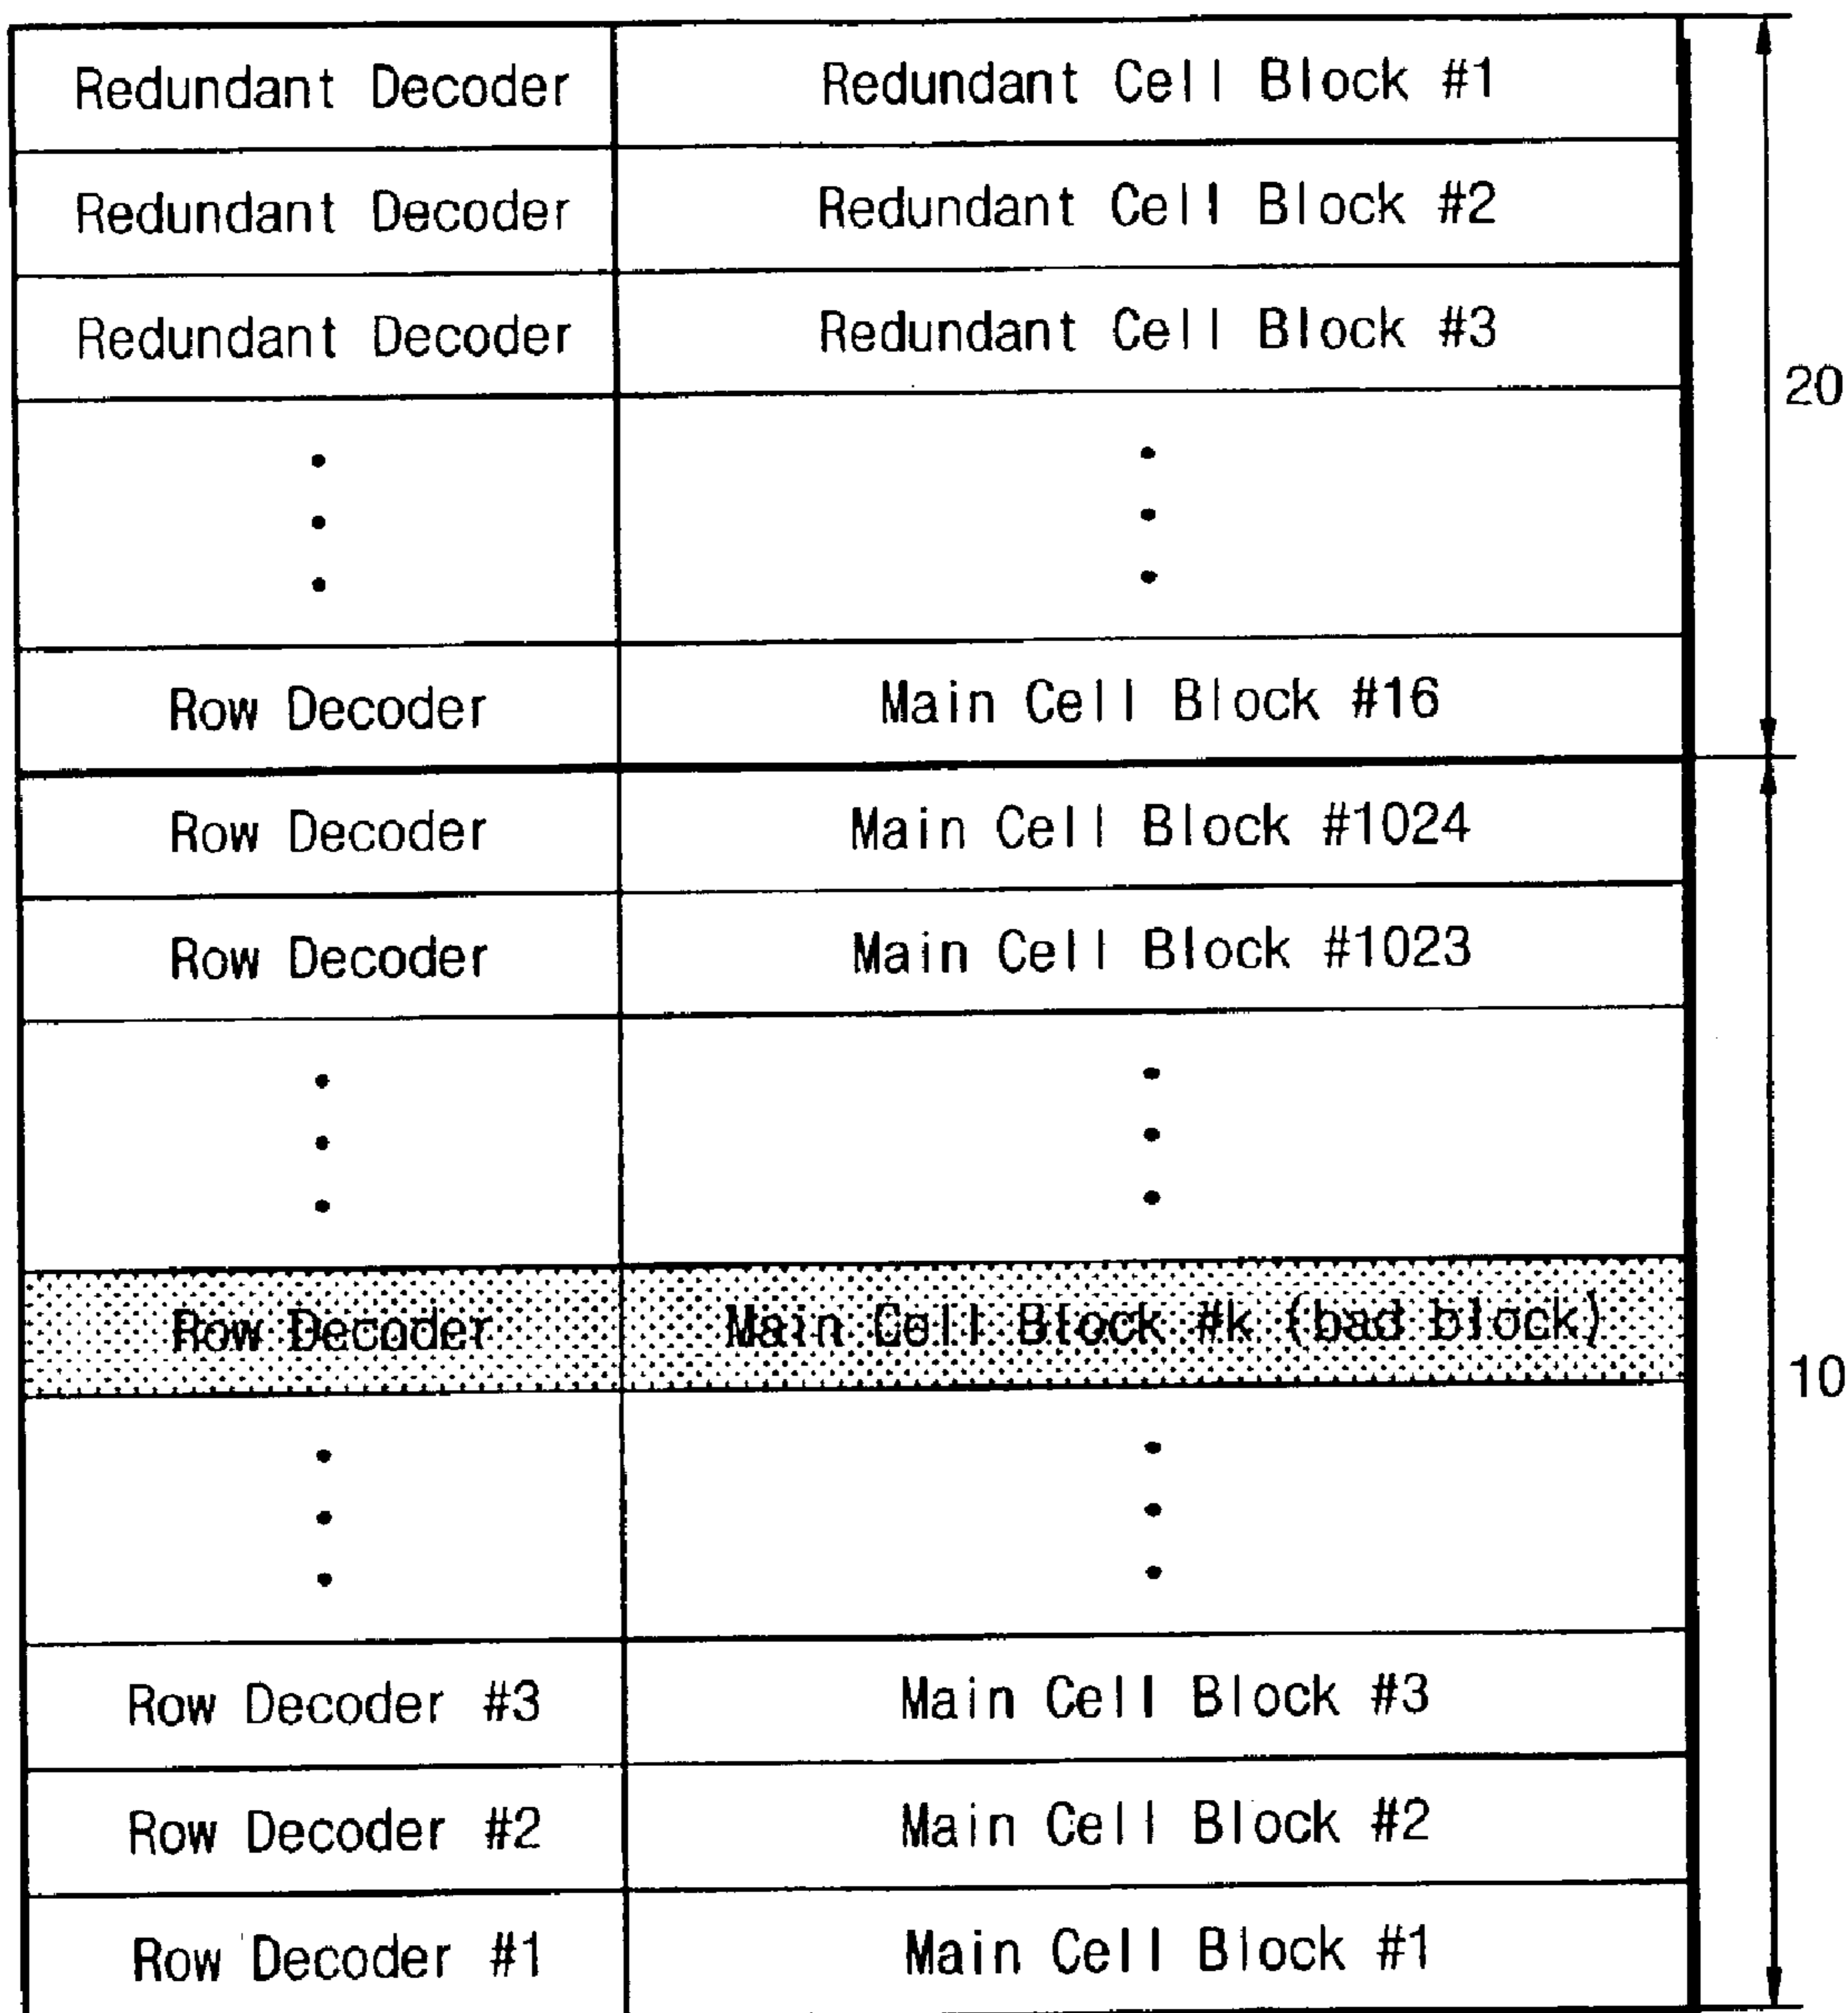 Redundant Decoder Redundant Cell Block #1
Redundant Decoder Redundant Cell Block #2
Redundant Decoder Redundant Cell Block #3
20
Row Decoder Main Cell Block #16
Row Decoder Main Cell Block #1024
Row Decoder Main Cell Block #1023
Row Decoder Main Cell Block #k (bad block)
10
Row Decoder #3 Main Cell Block #3
Row Decoder #2 Main Cell Block #2
Row Decoder #1 Main Cell Block #1